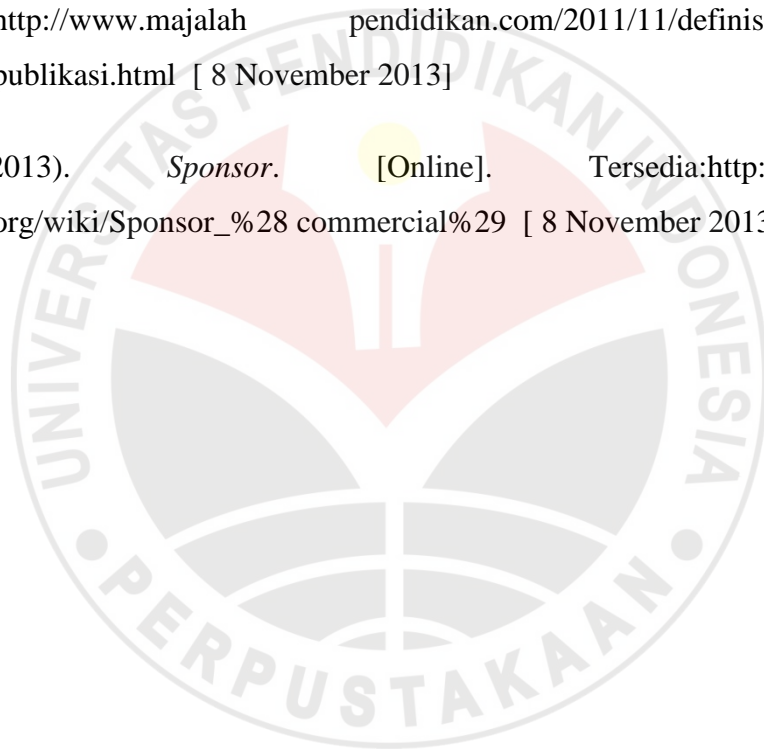 http://www.majalah pendidikan.com/2011/11/definis
publikasi.html [ 8 November 2013]
2013). Sponsor. [Online]. Tersedia:http:
org/wiki/Sponsor_%28 commercial%29 [ 8 November 2013
UNIVERSITAS PENDIDIKAN INDONESIA
PERPUSTAKAAN